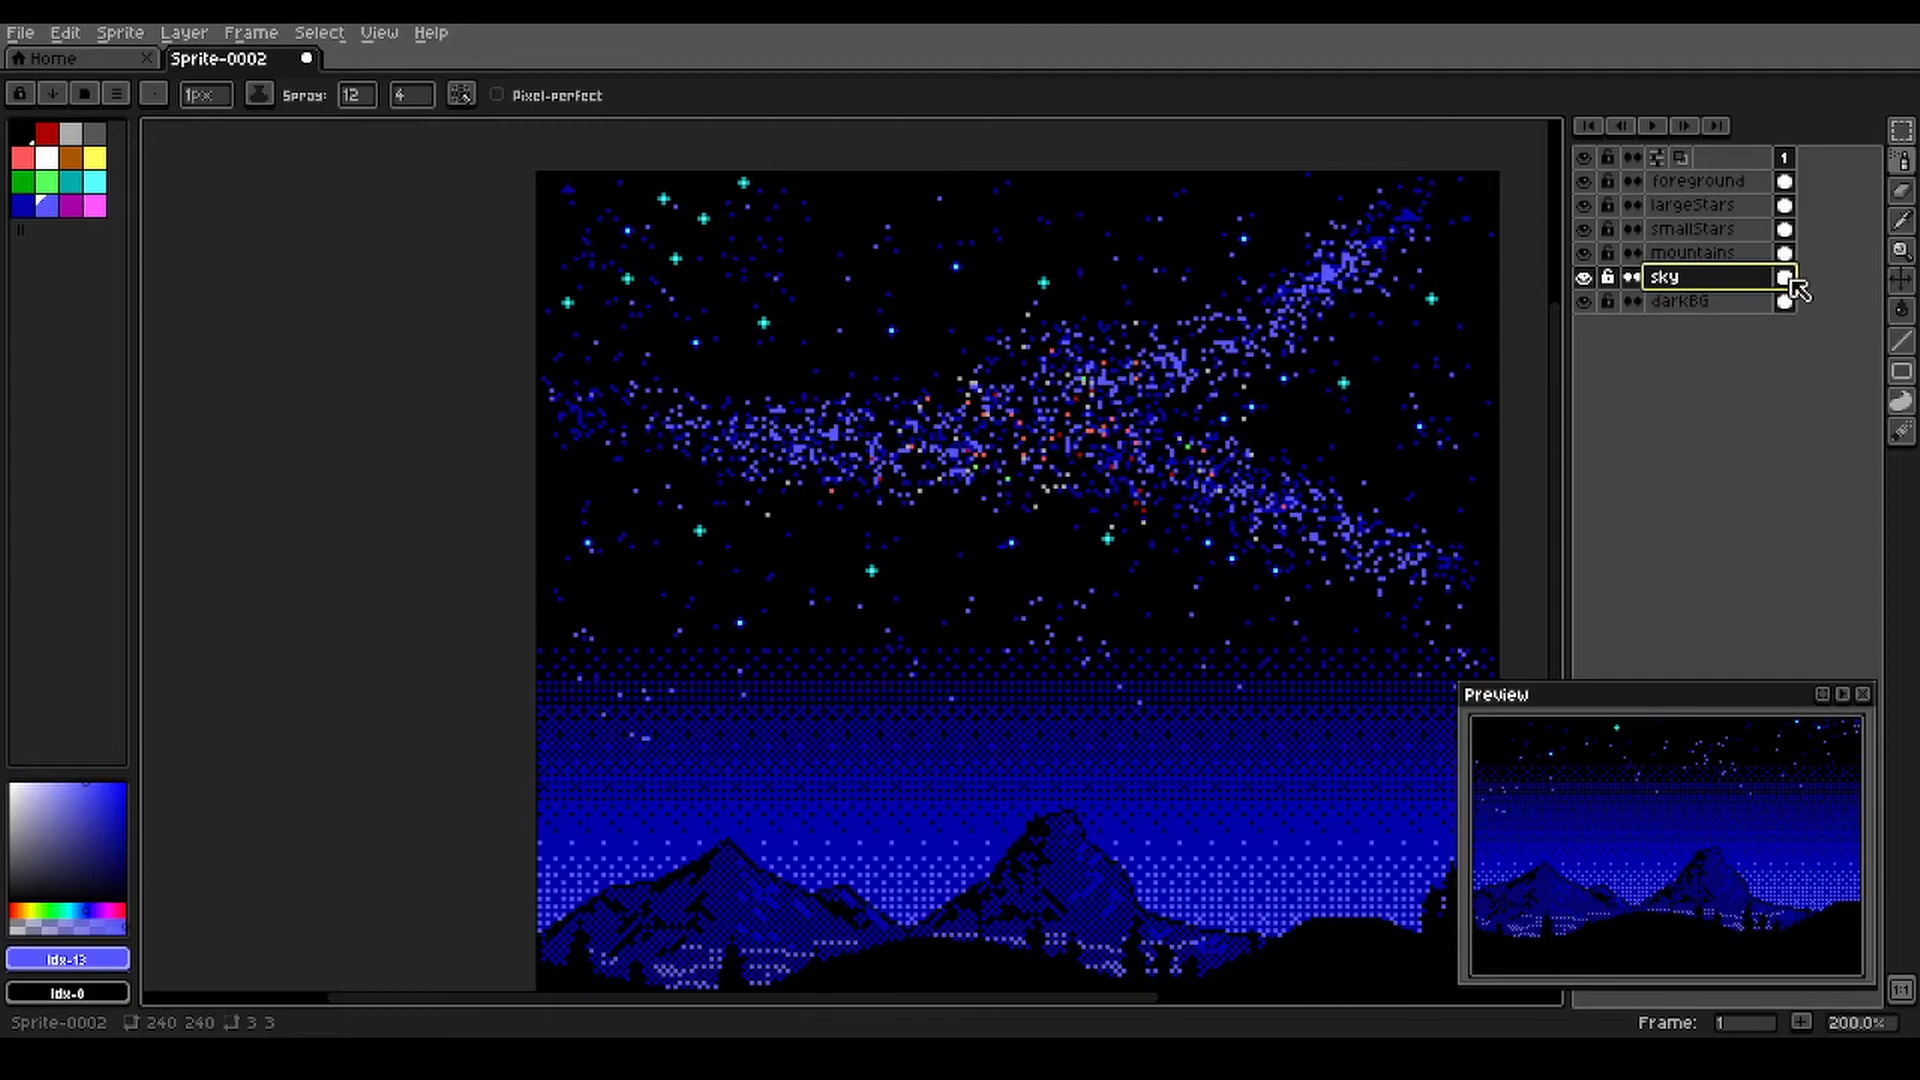 File Edit Sprite Layer Frame Select View Help
Home Sprite-0002
1px Spray: 12 4 Pixel-perfect
1
foreground
largeStars
smallStars
mountains
sky
darkBG
Preview
Idx-13
Idx-0
Sprite-0002 240 240 3 3
Frame: 1 200.0%
1:1